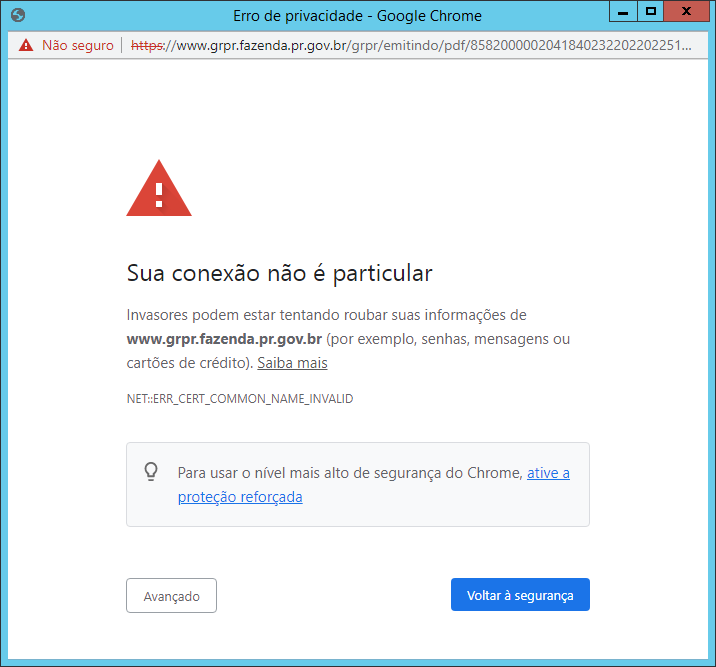 Erro de privacidade - Google Chrome
Não seguro | https://www.grpr.fazenda.pr.gov.br/grpr/emitindo/pdf/8582000002041840232202202251...
Sua conexão não é particular
Invasores podem estar tentando roubar suas informações de
www.grpr.fazenda.pr.gov.br (por exemplo, senhas, mensagens ou
cartões de crédito). Saiba mais
NET::ERR_CERT_COMMON_NAME_INVALID
Para usar o nível mais alto de segurança do Chrome, ative a
proteção reforçada
Avançado
Voltar à segurança